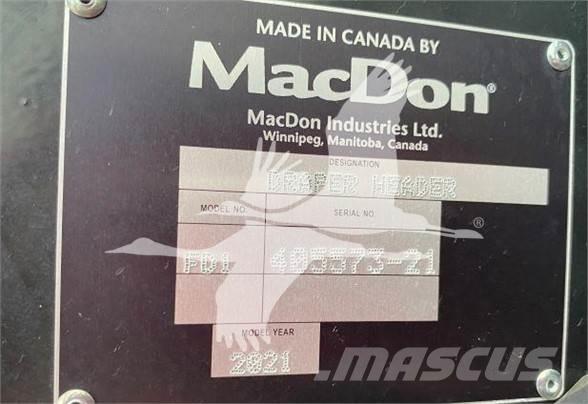 MADE IN CANADA BY
MacDon®
MacDon Industries Ltd.
Winnipeg, Manitoba, Canada
DESIGNATION
DRAPER HEADER
MODEL NO. SERIAL NO.
®
FD1 405573-21
MODEL YEAR
2021
MASCUS